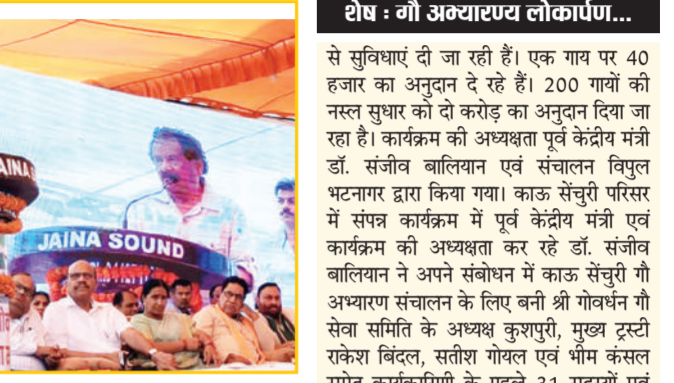 AINA
JAINA SOUND
शेष : गौ अभ्यारण्य लोकार्पण...
से सुविधाएं दी जा रही हैं। एक गाय पर 40
हजार का अनुदान दे रहे हैं। 200 गायों की
नस्ल सुधार को दो करोड़ का अनुदान दिया जा
रहा है। कार्यक्रम की अध्यक्षता पूर्व केंद्रीय मंत्री
डॉ. संजीव बालियान एवं संचालन विपुल
भटनागर द्वारा किया गया। काऊ सेंचुरी परिसर
में संपन्न कार्यक्रम में पूर्व केंद्रीय मंत्री एवं
कार्यक्रम की अध्यक्षता कर रहे डॉ. संजीव
बालियान ने अपने संबोधन में काऊ सेंचुरी गौ
अभ्यारण संचालन के लिए बनी श्री गोवर्धन गौ
सेवा समिति के अध्यक्ष कुशपुरी, मुख्य ट्रस्टी
राकेश बिंदल, सतीश गोयल एवं भीम कंसल